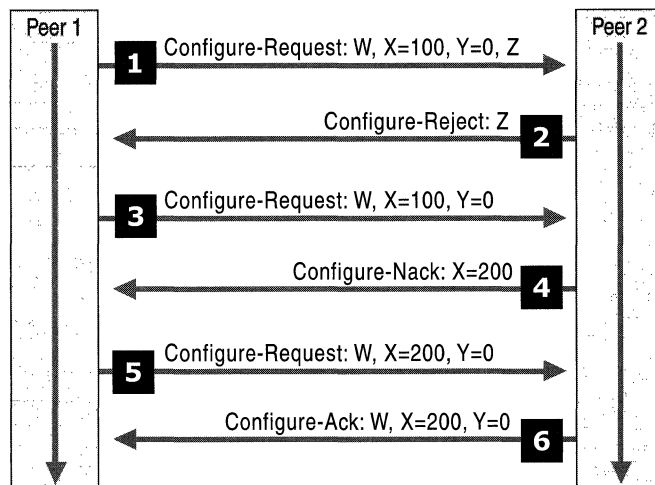 Peer 1
Peer 2
1
Configure-Request: W, X=100, Y=0, Z
Configure-Reject: Z
2
3
Configure-Request: W, X=100, Y=0
Configure-Nack: X=200
4
5
Configure-Request: W, X=200, Y=0
Configure-Ack: W, X=200, Y=0
6